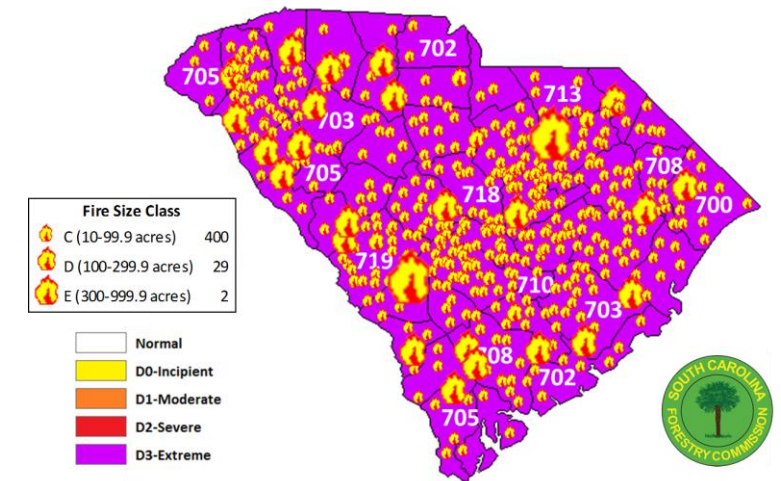 702
705
713
703
708
705
718
700
719
710
703
708
702
705
Fire Size Class
C (10-99.9 acres) 400
D (100-299.9 acres) 29
E (300-999.9 acres) 2
Normal
D0-Incipient
D1-Moderate
D2-Severe
D3-Extreme
SOUTH CAROLINA
FORESTRY COMMISSION